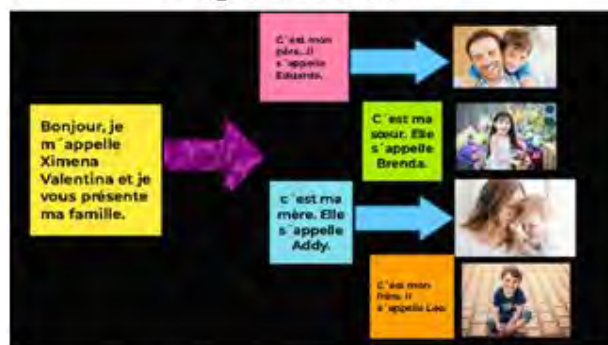 Bonjour, je
m´appelle
Ximena
Valentina et je
vous présente
ma famille.
C´est mon
père. Il
s´appelle
Eduardo.
C´est ma
sœur. Elle
s´appelle
Brenda.
c´est ma
mère. Elle
s´appelle
Addy.
C´est mon
frère. Il
s´appelle Leo.